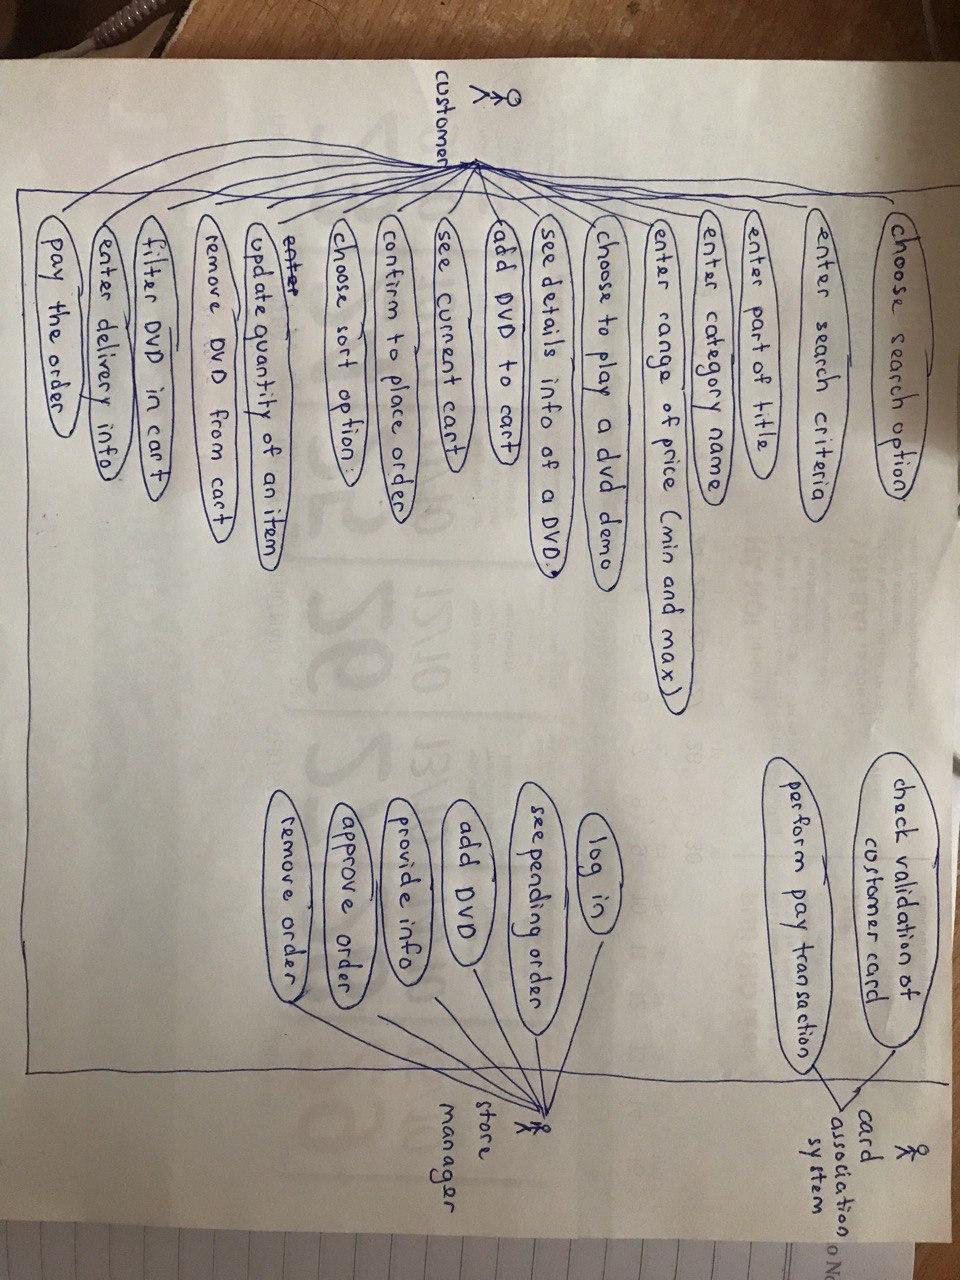 customer
choose search option
enter search criteria
enter part of title
enter category name
enter range of price (min and max)
choose to play a dvd demo
see details info of a DVD.
add DVD to cart
see current cart
confirm to place order
choose sort option:
enter
update quantity of an item
remove DVD from cart
filter DVD in cart
enter delivery info
pay the order
check validation of
customer card
perform pay transaction
card
association
system
log in
see pending order
add DVD
provide info
approve order
remove order
store
manager